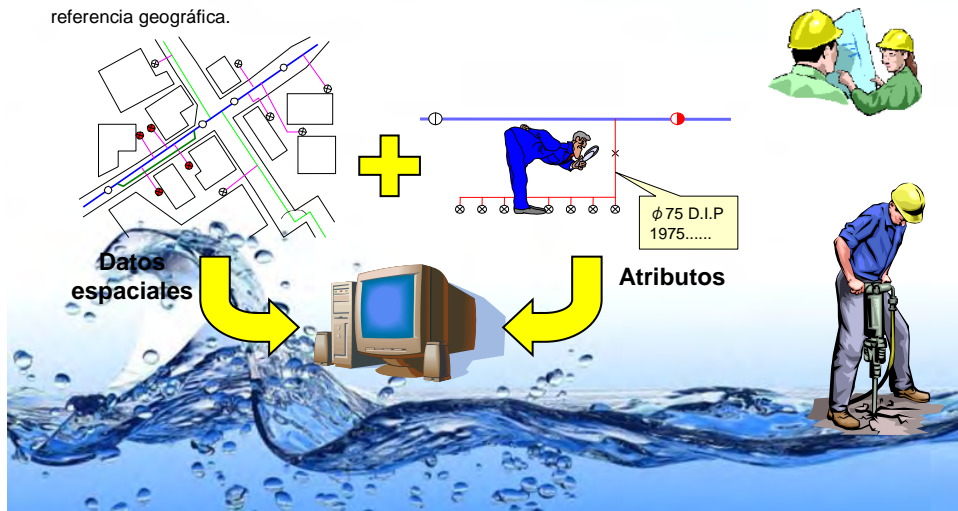 referencia geográfica.
ϕ75 D.I.P
1975......
Datos
espaciales
Atributos